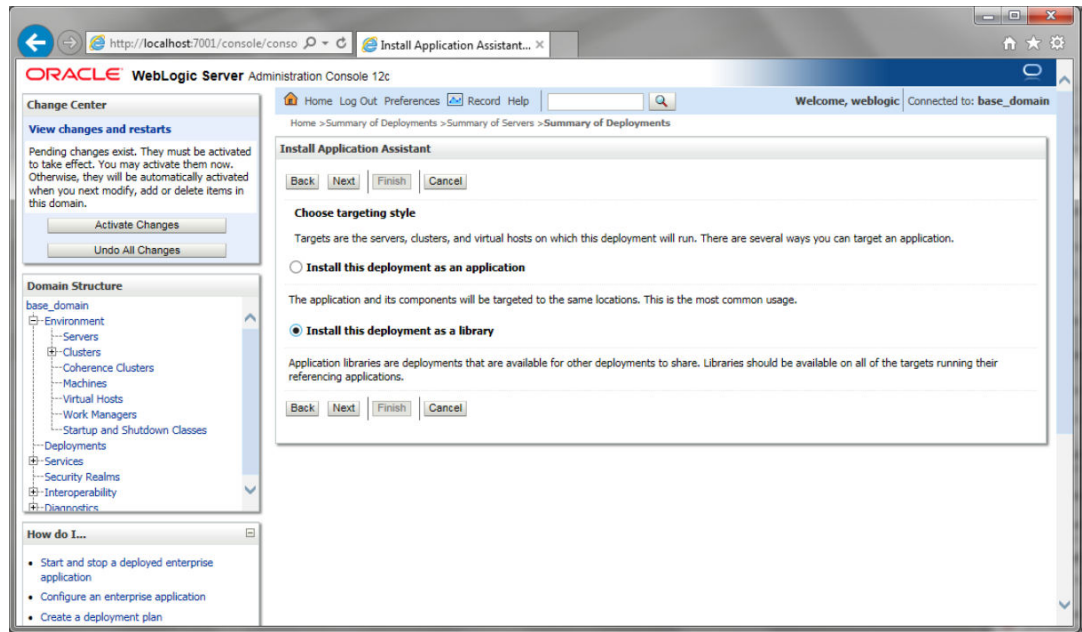 http://localhost:7001/console/conso
Install Application Assistant...
ORACLE WebLogic Server Administration Console 12c
Change Center
View changes and restarts
Pending changes exist. They must be activated
to take effect. You may activate them now.
Otherwise, they will be automatically activated
when you next modify, add or delete items in
this domain.
Activate Changes
Undo All Changes
Domain Structure
base_domain
Environment
Servers
Clusters
Coherence Clusters
Machines
Virtual Hosts
Work Managers
Startup and Shutdown Classes
Deployments
Services
Security Realms
Interoperability
Diagnostics
How do I...
Start and stop a deployed enterprise
application
Configure an enterprise application
Create a deployment plan
Home Log Out Preferences Record Help
Welcome, weblogic Connected to: base_domain
Home >Summary of Deployments >Summary of Servers >Summary of Deployments
Install Application Assistant
Back Next Finish Cancel
Choose targeting style
Targets are the servers, clusters, and virtual hosts on which this deployment will run. There are several ways you can target an application.
Install this deployment as an application
The application and its components will be targeted to the same locations. This is the most common usage.
Install this deployment as a library
Application libraries are deployments that are available for other deployments to share. Libraries should be available on all of the targets running their
referencing applications.
Back Next Finish Cancel